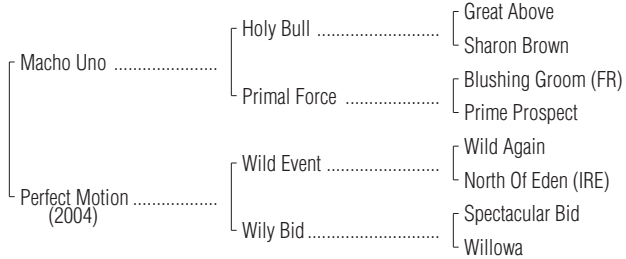 Great Above
Holy Bull ..........................
Sharon Brown
Macho Uno ......................
Blushing Groom (FR)
Primal Force ....................
Prime Prospect
Wild Again
Wild Event ........................
North Of Eden (IRE)
Perfect Motion ..................
(2004)
Spectacular Bid
Wily Bid ............................
Willowa